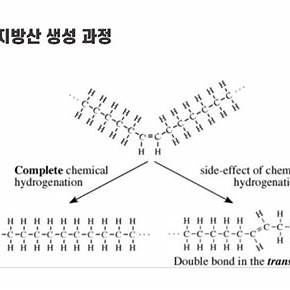 지방산 생성 과정
H H H H H H H H H H H H
C C C C C C = C C C C C C
H H H H H H H H H H H H
Complete chemical
hydrogenation
side-effect of chem
hydrogenati
H H H H H H H H H
C-C-C-C-C-C-C-C-C
H H H H H H H H H
H H H H H H H H
C-C-C-C-C-C=C-C
H H H H H H H
Double bond in the trans